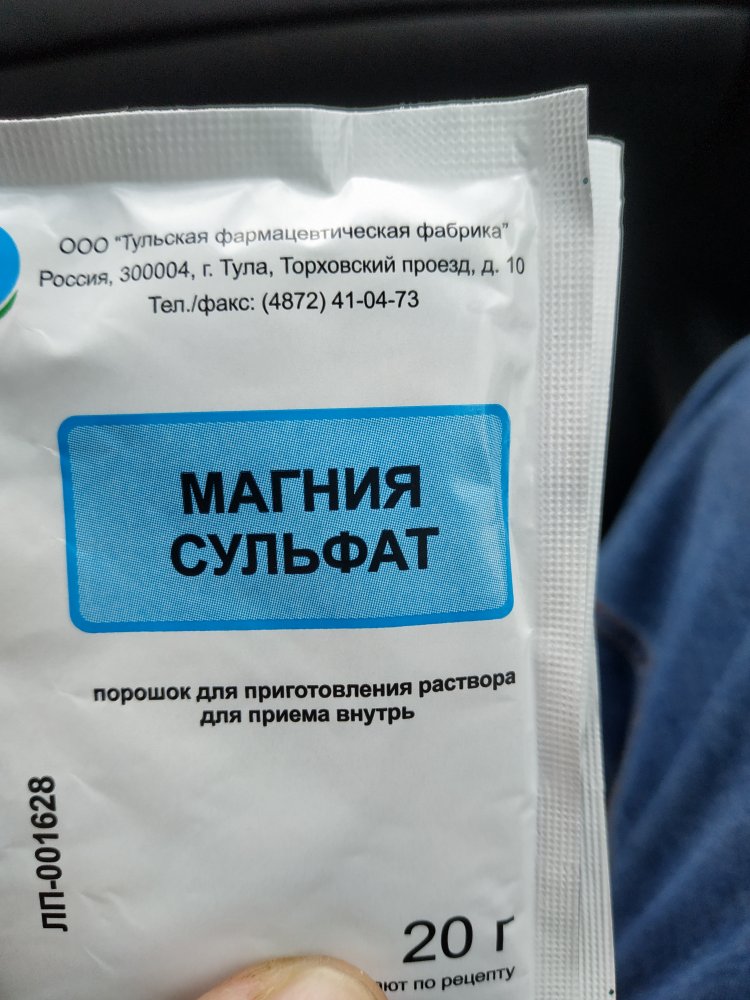 ООО "Тульская фармацевтическая фабрика"
Россия, 300004, г. Тула, Торховский проезд, д. 10
Тел./факс: (4872) 41-04-73
МАГНИЯ
СУЛЬФАТ
порошок для приготовления раствора
для приема внутрь
ЛП-001628
20 г
по рецепту